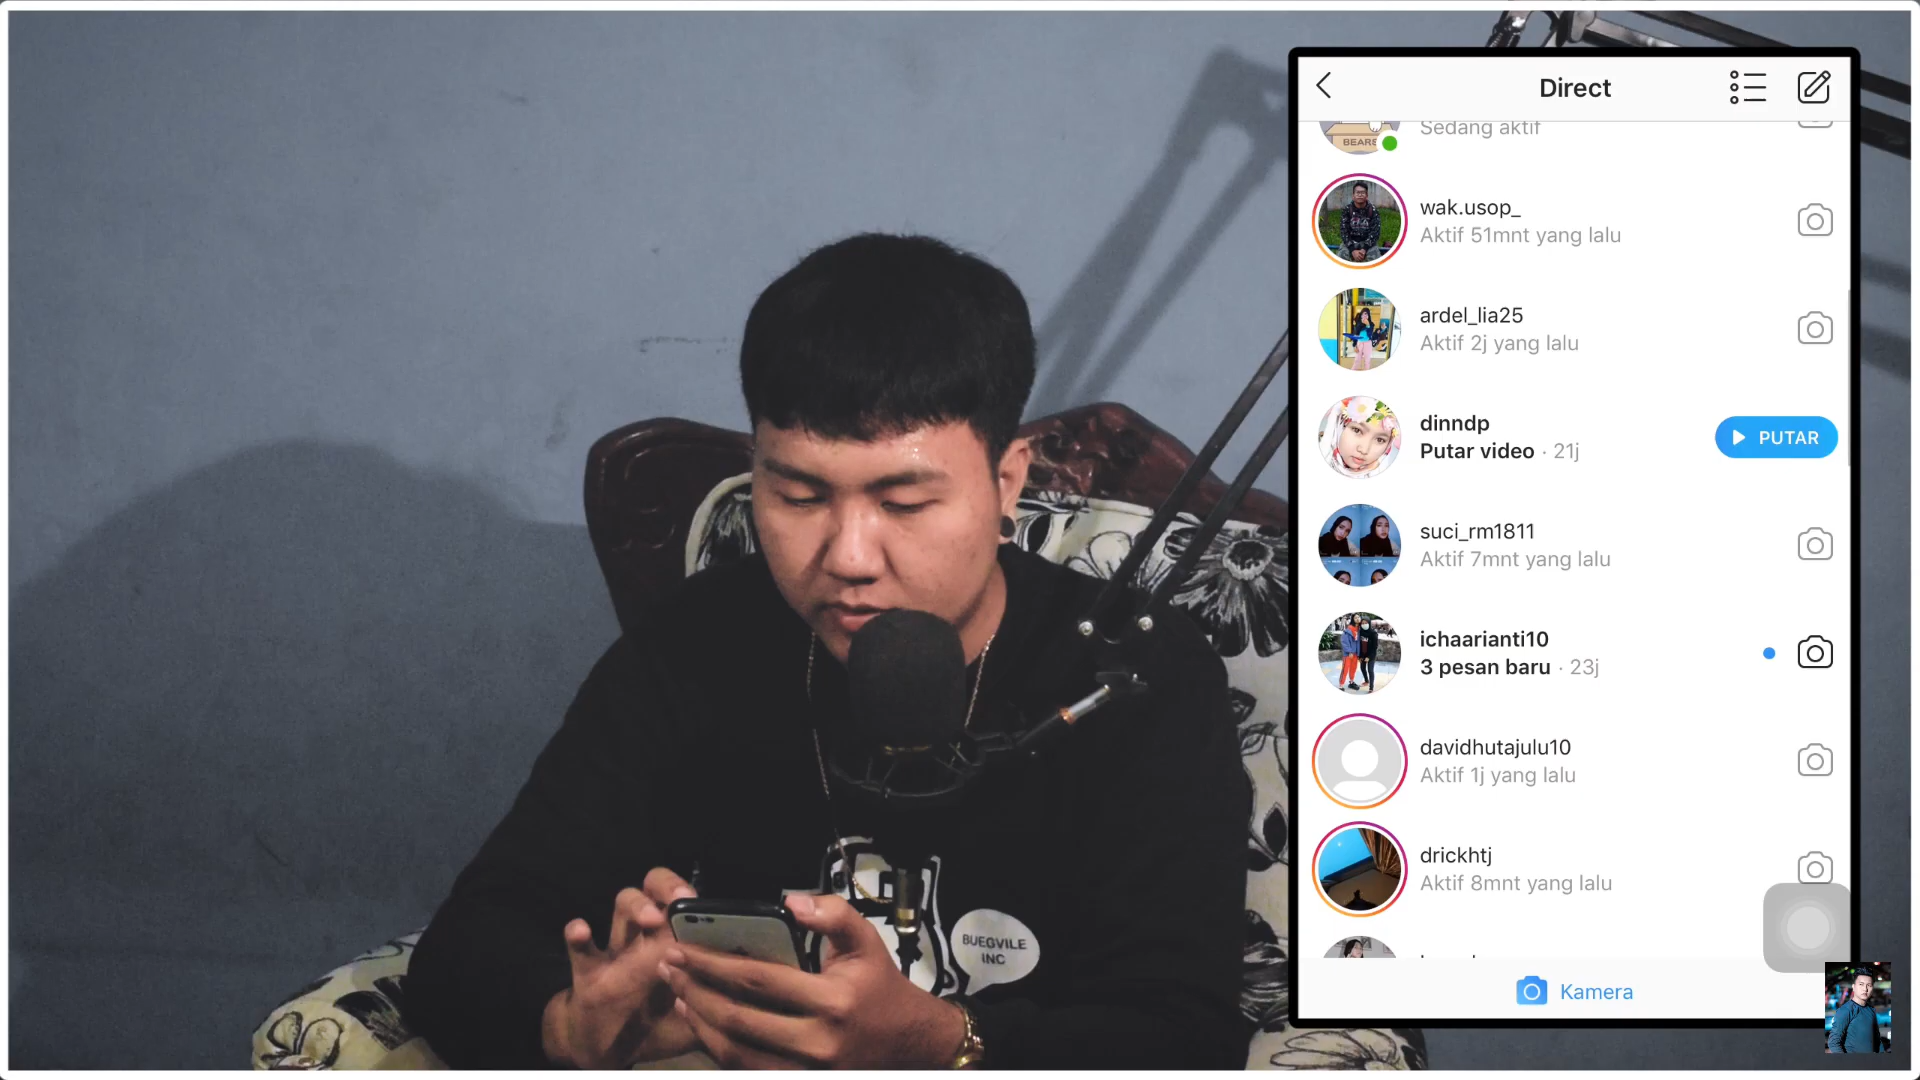 Direct
Sedang aktif
BEARS
wak.usop_
Aktif 51mnt yang lalu
ardel_lia25
Aktif 2j yang lalu
dinndp
Putar video · 21j
PUTAR
suci_rm1811
Aktif 7mnt yang lalu
ichaarianti10
3 pesan baru · 23j
davidhutajulu10
Aktif 1j yang lalu
drickhtj
Aktif 8mnt yang lalu
Kamera
BUEGVILE
INC